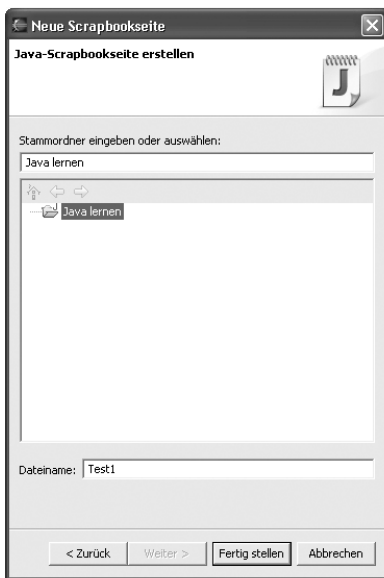 Neue Scrapbookseite
Java-Scrapbookseite erstellen
J
Stammordner eingeben oder auswählen:
Java lernen
Java lernen
Dateiname: Test1
< Zurück Weiter > Fertig stellen Abbrechen